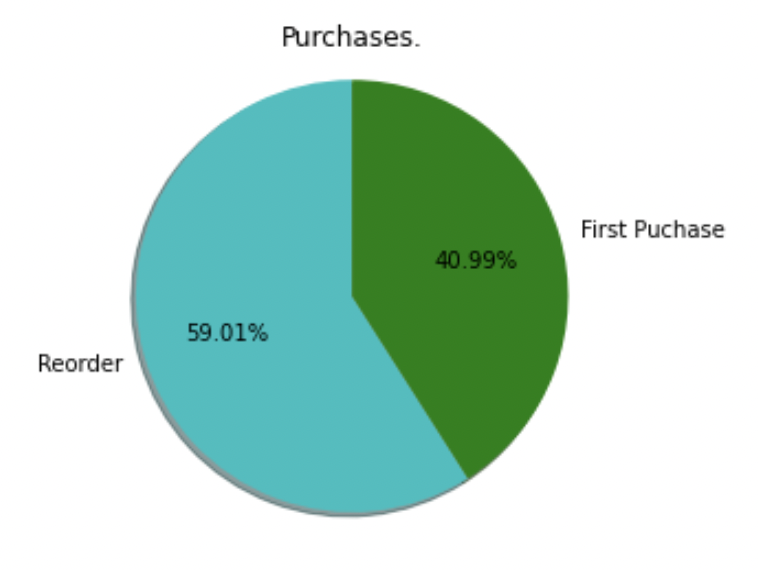 Purchases.
First Puchase
40.99%
59.01%
Reorder